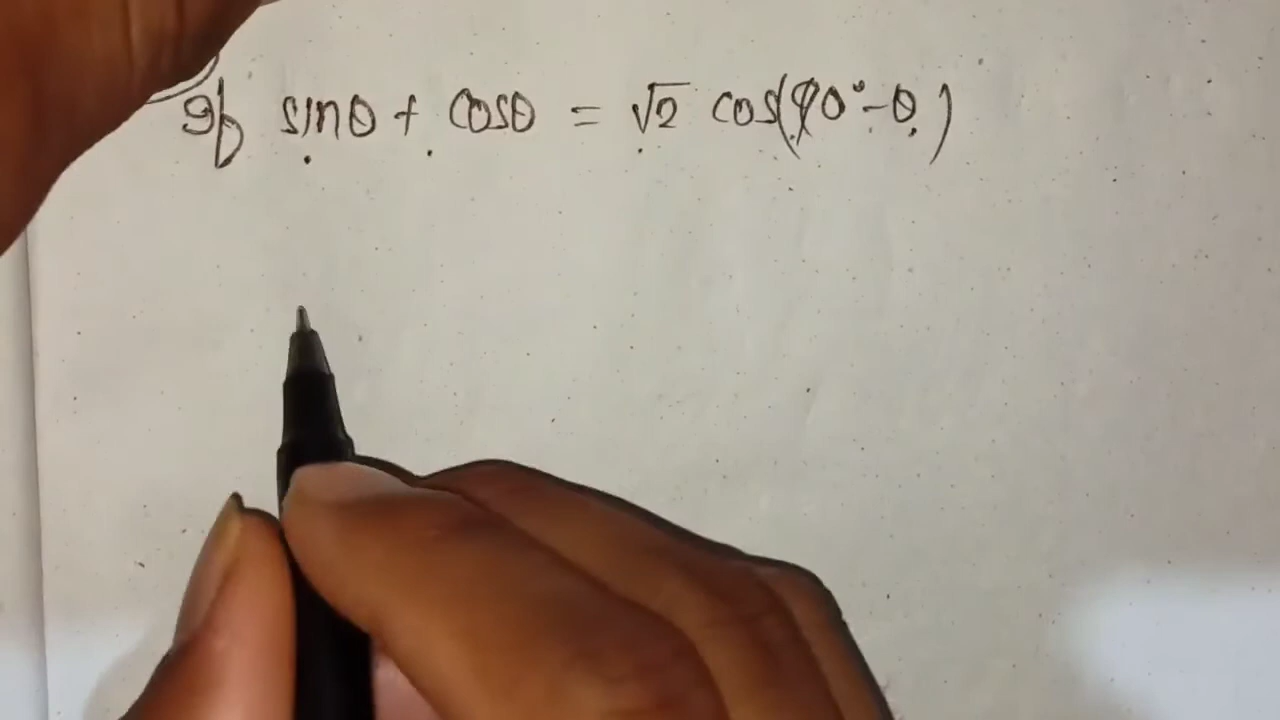 If sinθ + cosθ = √2 cos(90°-θ)